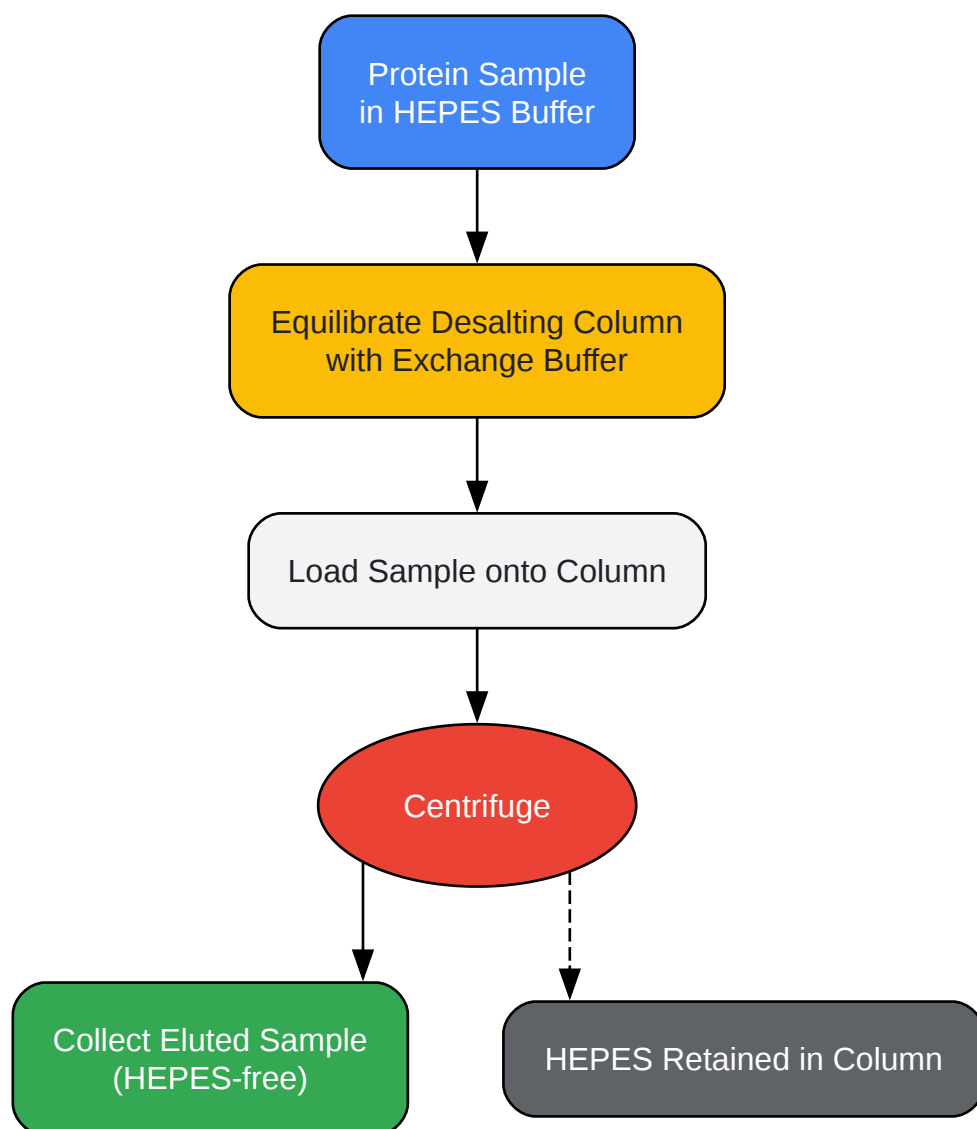 Protein Sample
in HEPES Buffer
Equilibrate Desalting Column
with Exchange Buffer
Load Sample onto Column
Centrifuge
Collect Eluted Sample
(HEPES-free)
HEPES Retained in Column